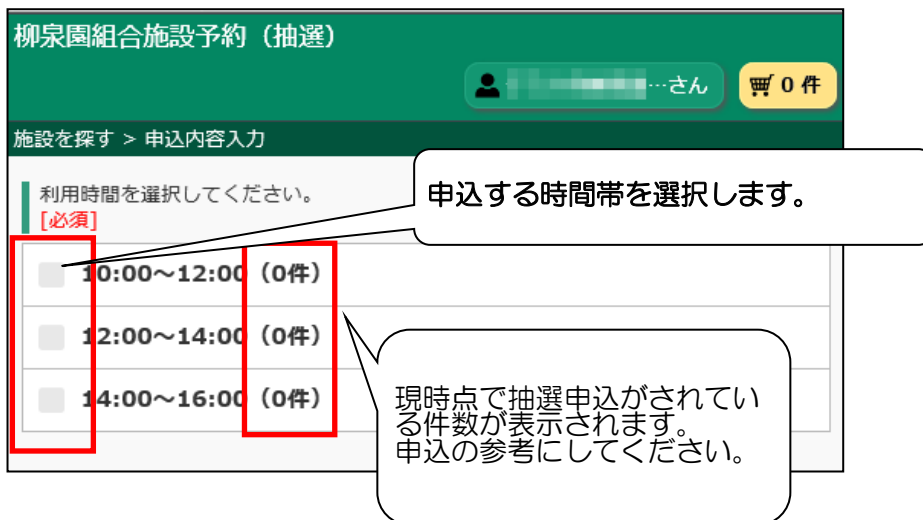 柳泉園組合施設予約（抽選）
…さん
0 件
施設を探す > 申込内容入力
申込する時間帯を選択します。
利用時間を選択してください。
[必須]
10:00～12:00（0件）
12:00～14:00（0件）
14:00～16:00（0件）
現時点で抽選申込がされてい
る件数が表示されます。
申込の参考にしてください。